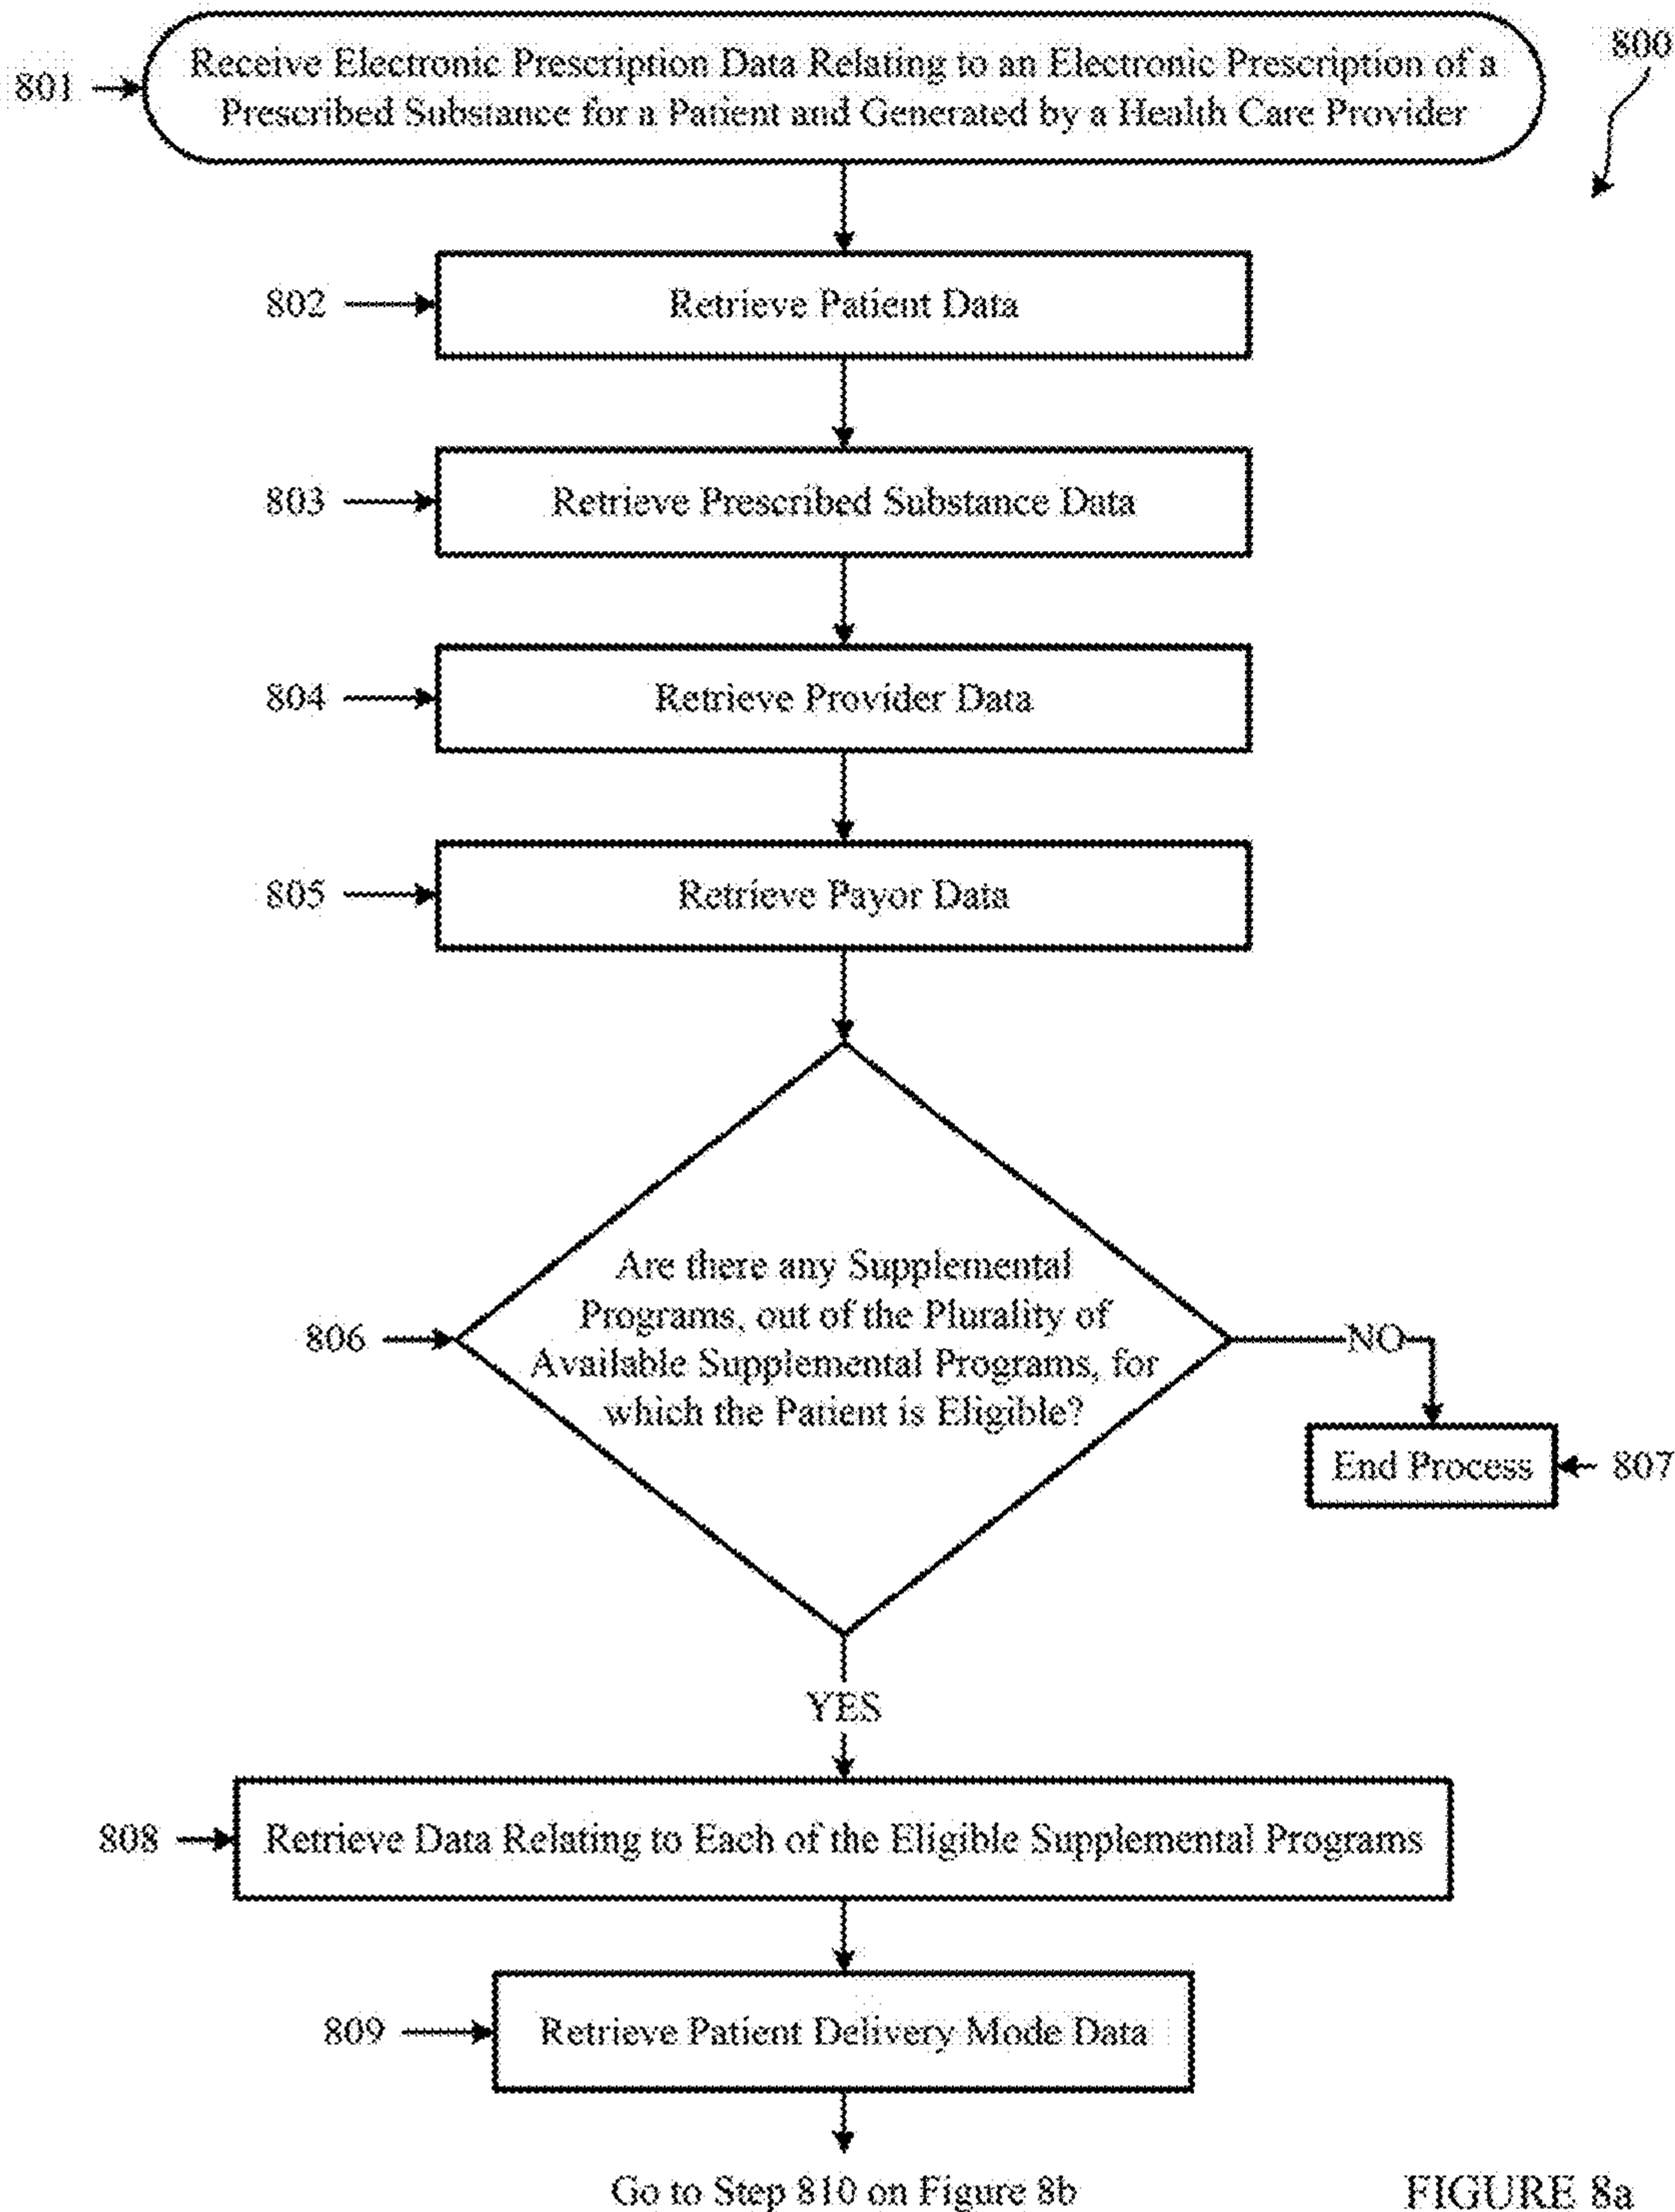 800
801
Receive Electronic Prescription Data Relating to an Electronic Prescription of a
Prescribed Substance for a Patient and Generated by a Health Care Provider
802
Retrieve Patient Data
803
Retrieve Prescribed Substance Data
804
Retrieve Provider Data
805
Retrieve Payor Data
806
Are there any Supplemental
Programs, out of the Plurality of
Available Supplemental Programs, for
which the Patient is Eligible?
NO
End Process
807
YES
808
Retrieve Data Relating to Each of the Eligible Supplemental Programs
809
Retrieve Patient Delivery Mode Data
Go to Step 810 on Figure 8b
FIGURE 8a